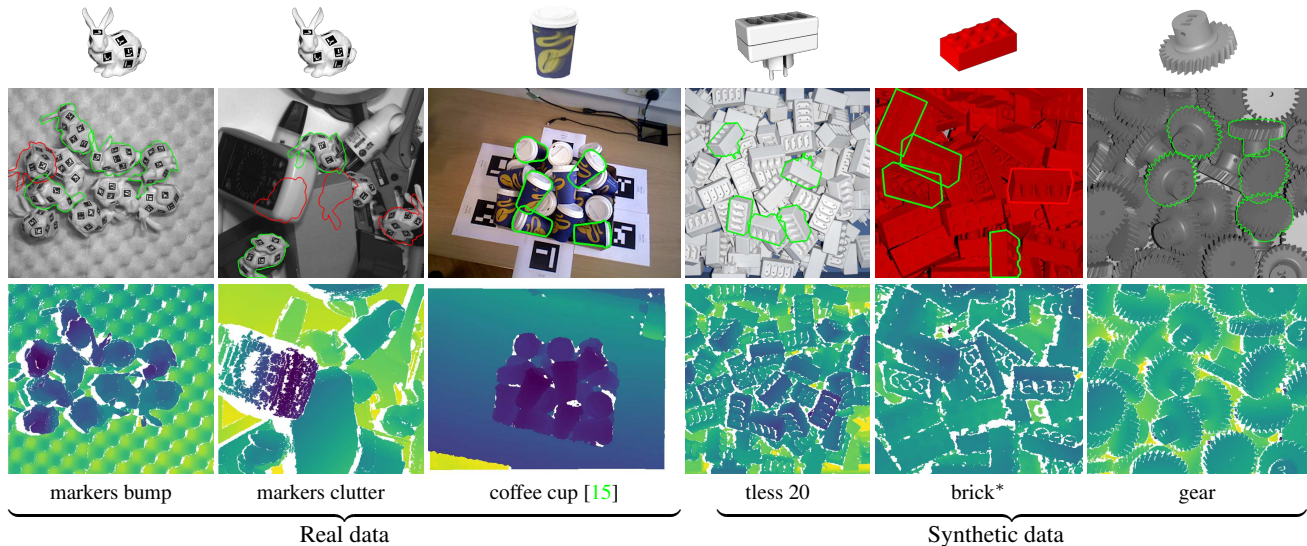 markers bump
markers clutter
coffee cup [15]
tless 20
brick*
gear
Real data
Synthetic data